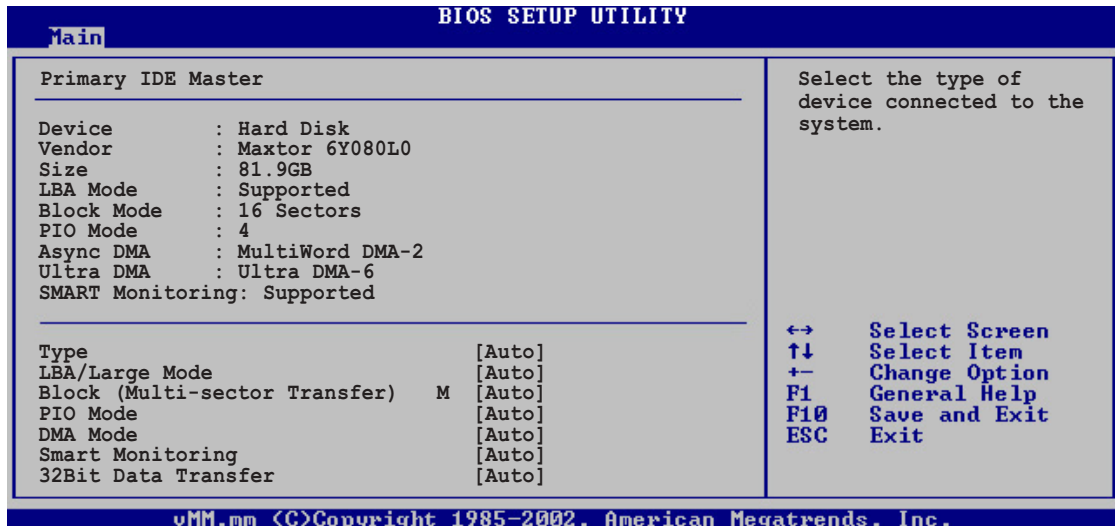 BIOS SETUP UTILITY
Main
Primary IDE Master
Device : Hard Disk
Vendor : Maxtor 6Y080L0
Size : 81.9GB
LBA Mode : Supported
Block Mode : 16 Sectors
PIO Mode : 4
Async DMA : MultiWord DMA-2
Ultra DMA : Ultra DMA-6
SMART Monitoring: Supported
Type [Auto]
LBA/Large Mode [Auto]
Block (Multi-sector Transfer) M [Auto]
PIO Mode [Auto]
DMA Mode [Auto]
Smart Monitoring [Auto]
32Bit Data Transfer [Auto]
Select the type of
device connected to the
system.
←→ Select Screen
↑↓ Select Item
+- Change Option
F1 General Help
F10 Save and Exit
ESC Exit
vMM.mm (C)Copyright 1985-2002, American Megatrends, Inc.